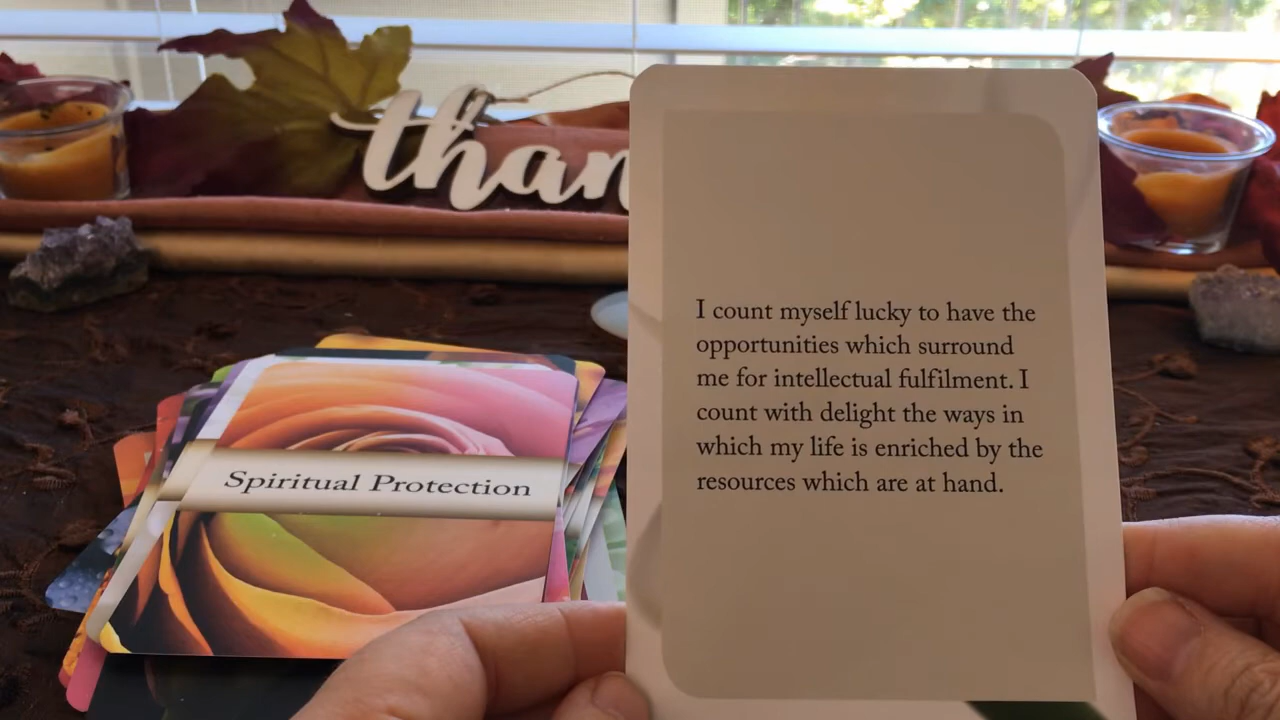 than
I count myself lucky to have the
opportunities which surround
me for intellectual fulfilment. I
count with delight the ways in
which my life is enriched by the
resources which are at hand.
Spiritual Protection